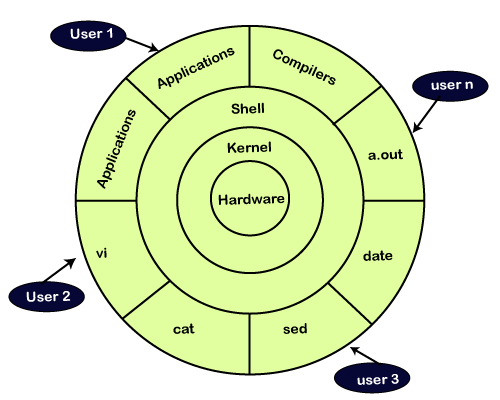 User 1
Applications
Compilers
user n
Applications
Shell
a.out
Kernel
Hardware
vi
date
User 2
cat
sed
user 3